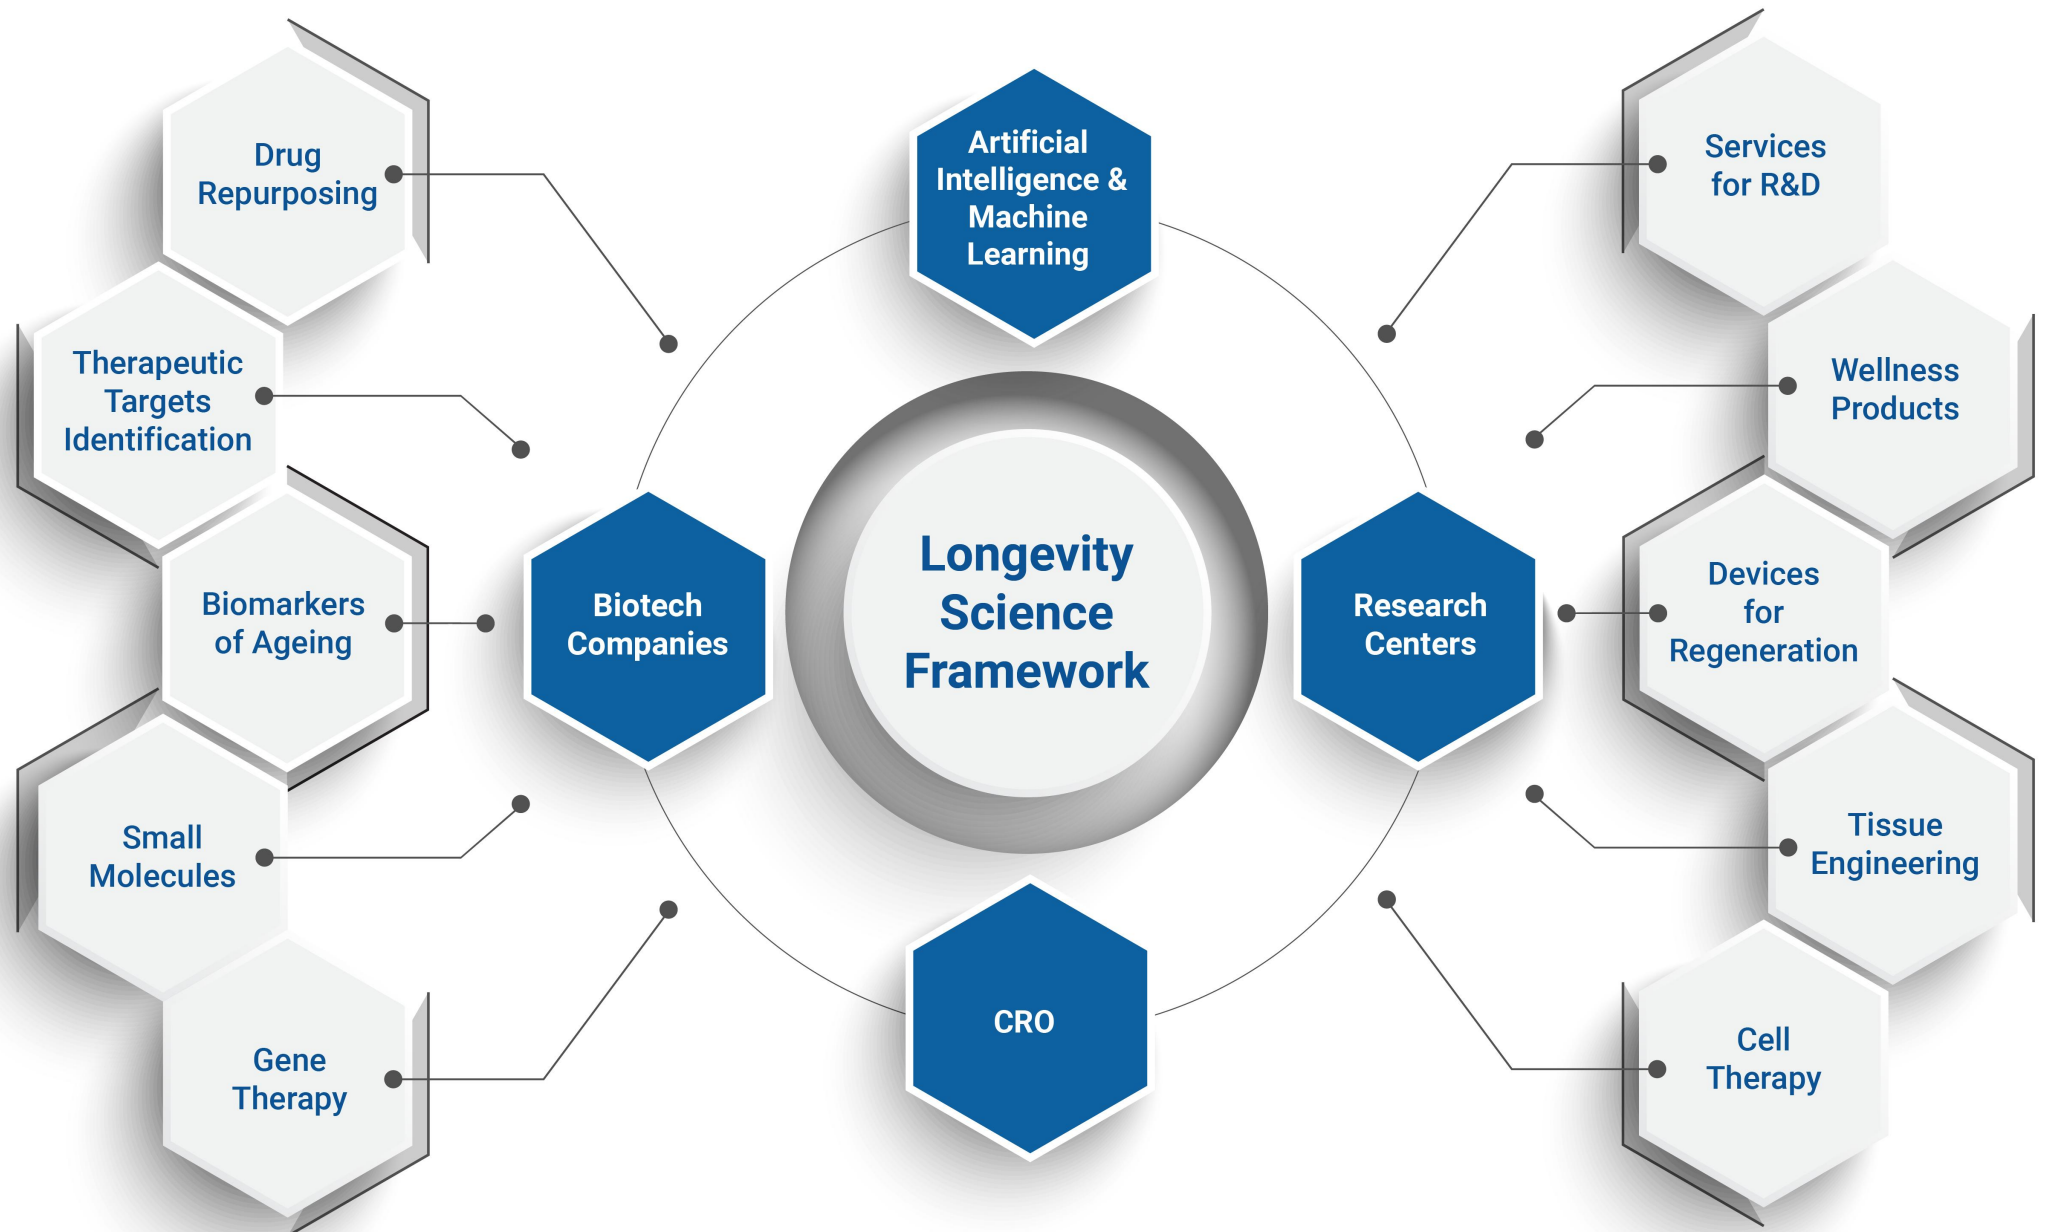 Drug
Repurposing
Therapeutic
Targets
Identification
Biomarkers
of Ageing
Small
Molecules
Gene
Therapy
Artificial
Intelligence &
Machine
Learning
Biotech
Companies
Longevity
Science
Framework
Research
Centers
CRO
Services
for R&D
Wellness
Products
Devices
for
Regeneration
Tissue
Engineering
Cell
Therapy